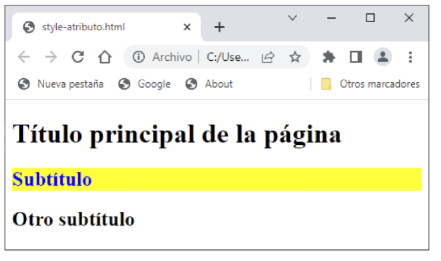 style-atributo.html
Archivo C:/Use...
Nueva pestaña Google About Otros marcadores
Título principal de la página
Subtítulo
Otro subtítulo